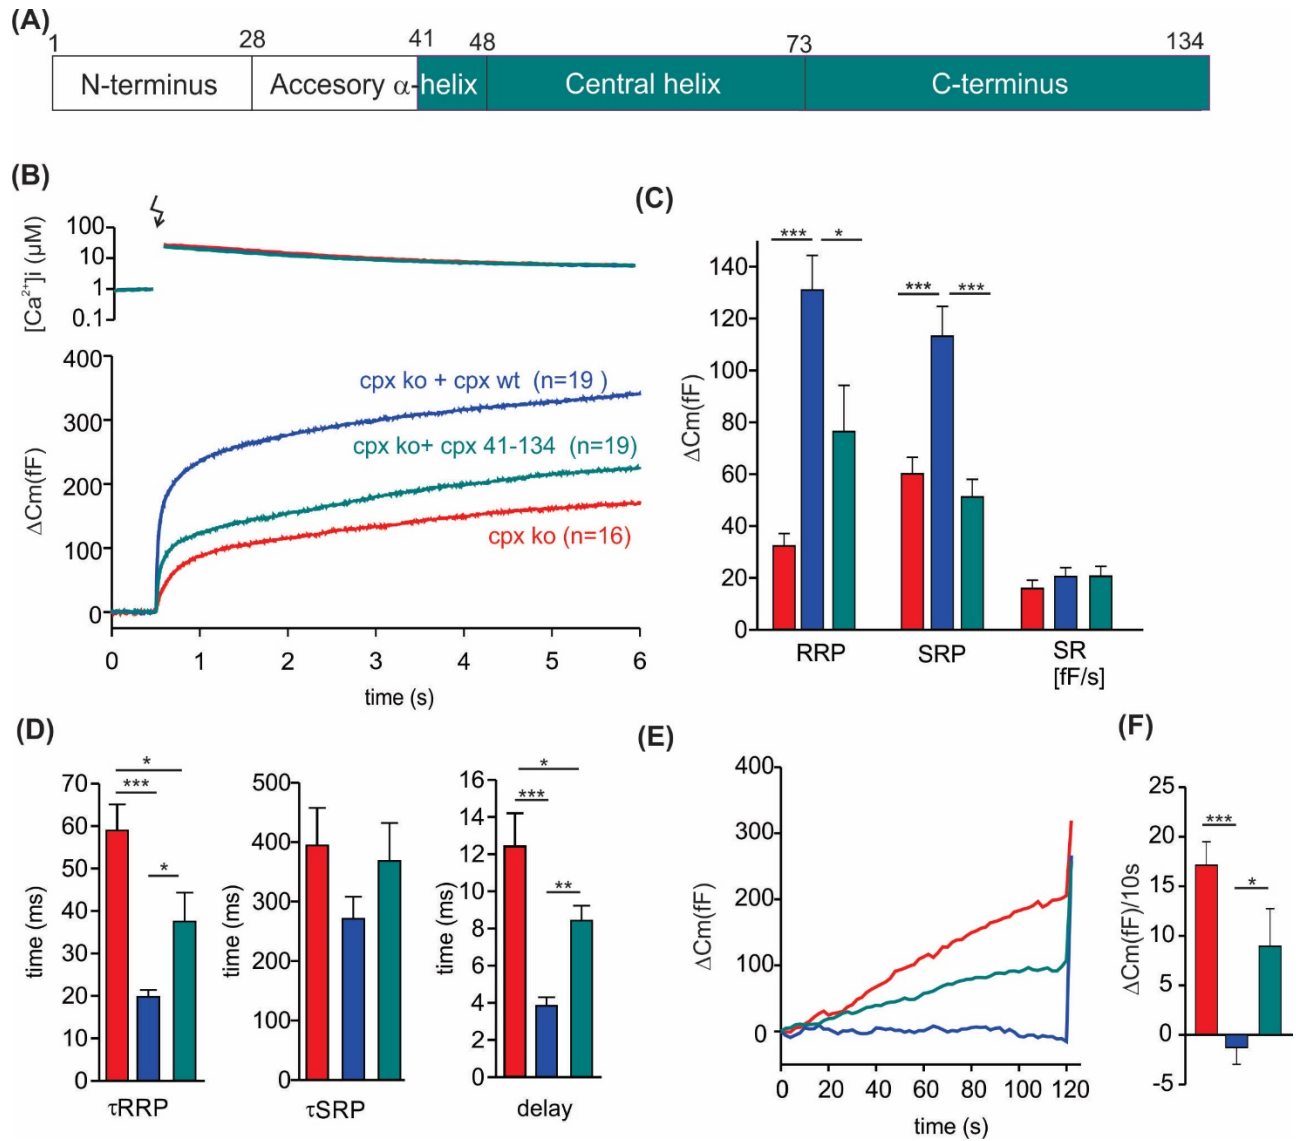 (A)
1 28 41 48 73 134
N-terminus Accesory α-helix Central helix C-terminus
(B)
[Ca²⁺]i (µM)
100
10
1
0.1
ΔCm(fF)
400
300
200
100
0
cpx ko + cpx wt (n=19 )
cpx ko+ cpx 41-134 (n=19)
cpx ko (n=16)
0 1 2 3 4 5 6
time (s)
(C)
ΔCm(fF)
140
120
100
80
60
40
20
0
*** *
*** ***
RRP SRP SR
[fF/s]
(D)
time (ms)
70
60
50
40
30
20
10
0
*
***
*
τRRP
time (ms)
500
400
300
200
100
0
τSRP
time (ms)
16
14
12
10
8
6
4
2
0
*
***
**
delay
(E)
ΔCm(fF)
400
300
200
100
0
0 20 40 60 80 100 120
time (s)
(F)
ΔCm(fF)/10s
25
20
15
10
5
0
-5
***
*